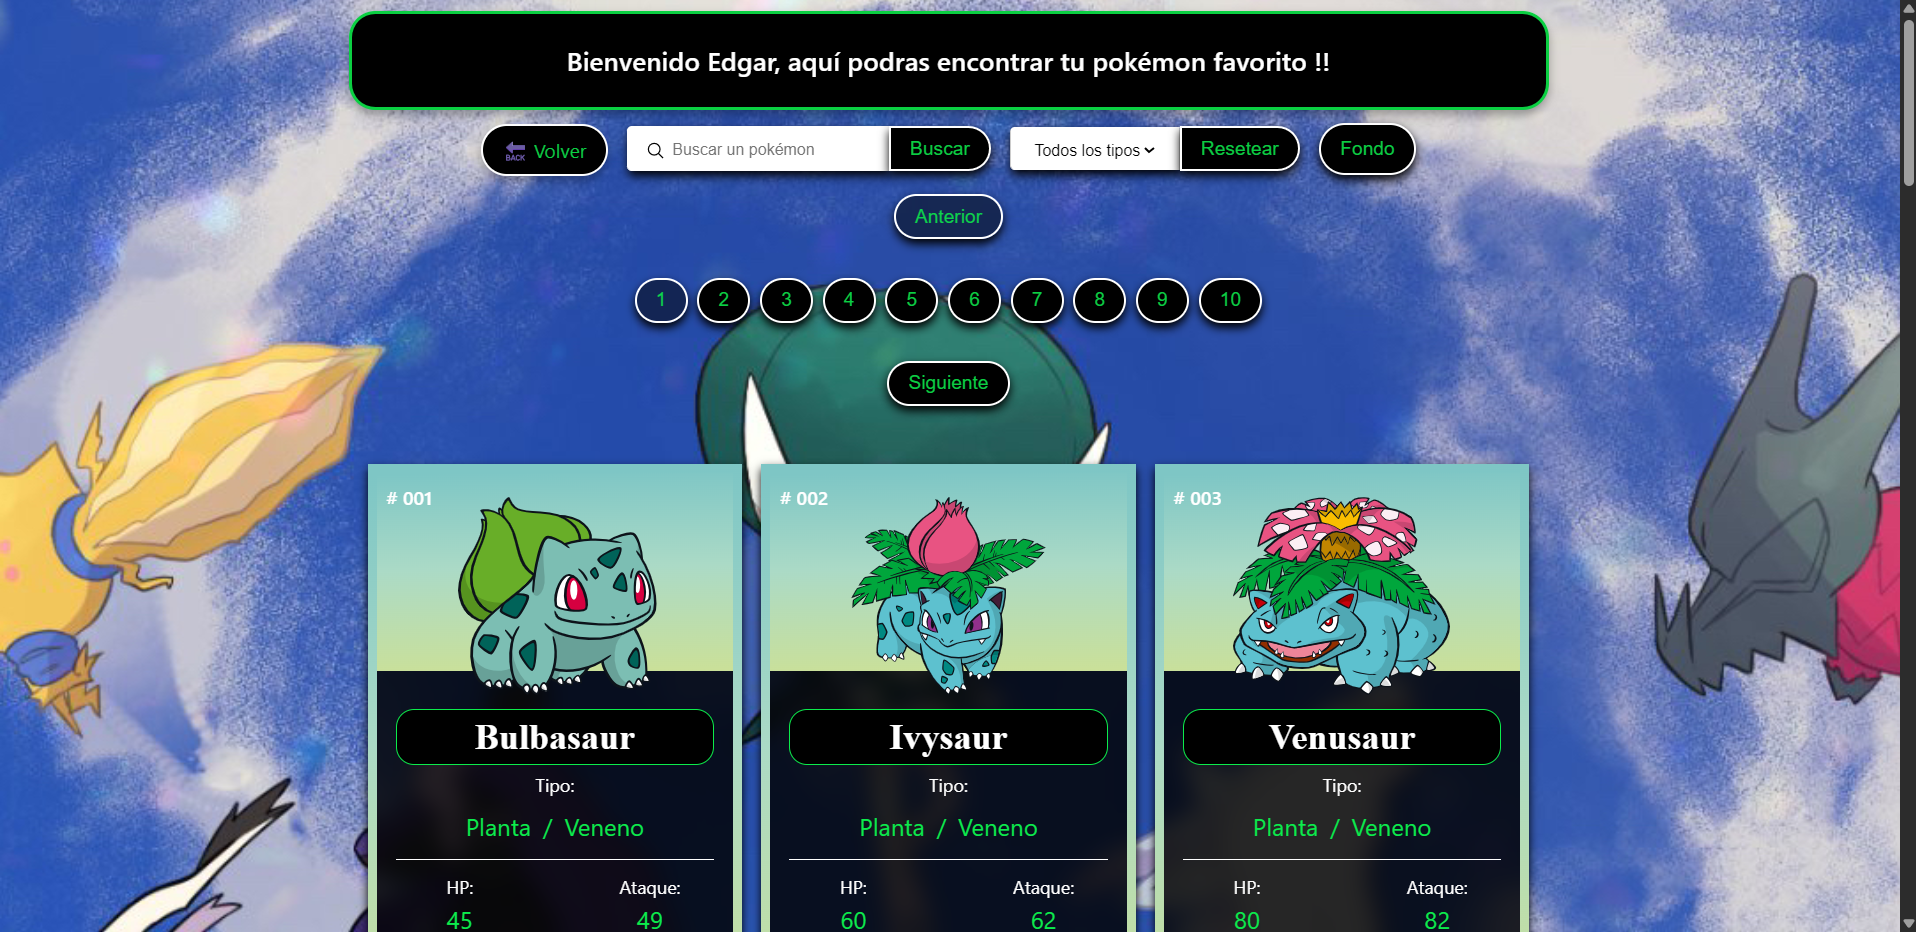 Bienvenido Edgar, aquí podras encontrar tu pokémon favorito !!
BACK Volver
Buscar un pokémon
Buscar
Todos los tipos
Resetear
Fondo
Anterior
1 2 3 4 5 6 7 8 9 10
Siguiente
# 001
Bulbasaur
Tipo:
Planta / Veneno
HP: Ataque:
45 49
# 002
Ivysaur
Tipo:
Planta / Veneno
HP: Ataque:
60 62
# 003
Venusaur
Tipo:
Planta / Veneno
HP: Ataque:
80 82